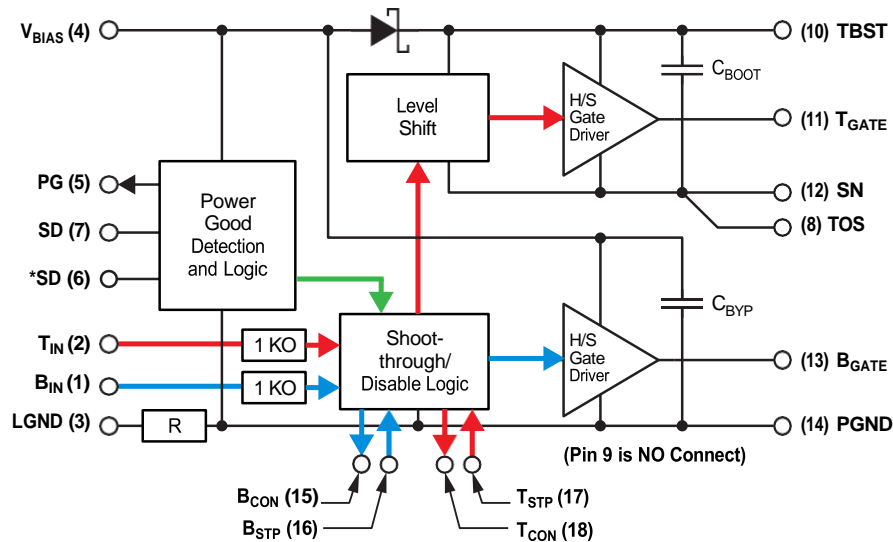 VBIAS (4)
(10) TBST
CBOOT
Level
Shift
H/S
Gate
Driver
(11) TGATE
PG (5)
Power
Good
Detection
and Logic
(12) SN
SD (7)
(8) TOS
*SD (6)
CBYP
TIN (2)
1 KO
Shoot-
through/
Disable Logic
H/S
Gate
Driver
(13) BGATE
BIN (1)
1 KO
LGND (3)
R
(14) PGND
(Pin 9 is NO Connect)
BCON (15)
TSTP (17)
BSTP (16)
TCON (18)